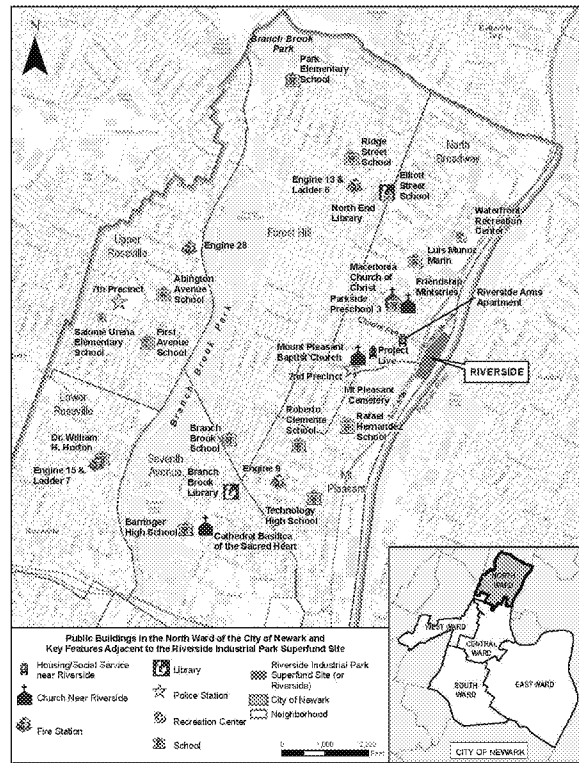 N
Branch Brook
Park
Park
Elementary
School
Ridge
Street
School
North
Broadway
Engine 13 &
Ladder 6
Elliott
Street
School
North End
Library
Waterfront
Recreation
Center
Forest Hill
Upper
Roseville
Engine 28
Luis Munoz
Marin
Macertorea
Church of
Christ
Friendship
Ministries
7th Precinct
Abington
Avenue
School
Parkside
Preschool 3
Riverside Arms
Apartment
Salome Urena
Elementary
School
First
Avenue
School
Branch Brook Park
Mount Pleasant
Baptist Church
Project
Live
RIVERSIDE
2nd Precinct
Mt Pleasant
Cemetery
Lower
Roseville
Roberto
Clemente
School
Rafael
Hernandez
School
Dr. William
H. Horton
Branch
Brook
School
Seventh
Avenue
Engine 15 &
Ladder 7
Branch
Brook
Library
Engine 9
Mt
Pleasant
Technology
High School
Barringer
High School
Cathedral Basilica
of the Sacred Heart
NORTH
WARD
WEST WARD
CENTRAL
WARD
SOUTH
WARD
EAST WARD
CITY OF NEWARK
Public Buildings in the North Ward of the City of Newark and
Key Features Adjacent to the Riverside Industrial Park Superfund Site
Housing/Social Service
near Riverside
Church Near Riverside
Fire Station
Library
Police Station
Recreation Center
School
Riverside Industrial Park
Superfund Site (or
Riverside)
City of Newark
Neighborhood
0
Feet